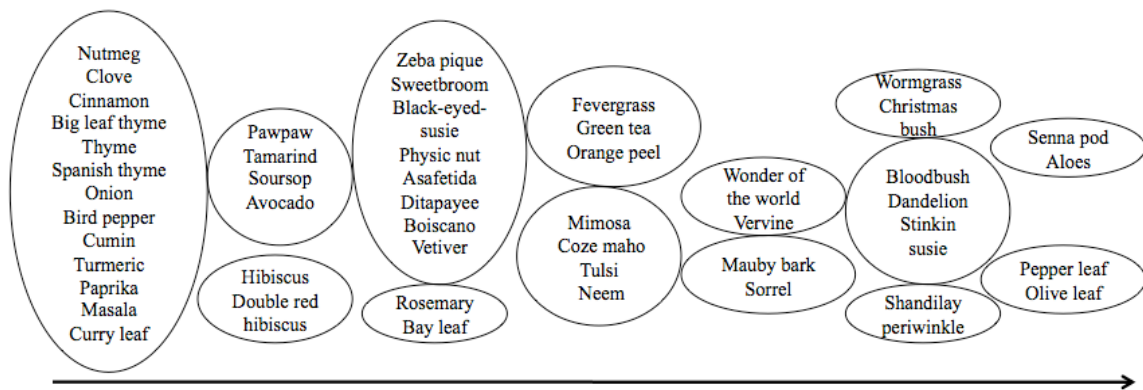 Nutmeg
Clove
Cinnamon
Big leaf thyme
Thyme
Spanish thyme
Onion
Bird pepper
Cumin
Turmeric
Paprika
Masala
Curry leaf
Pawpaw
Tamarind
Soursop
Avocado
Hibiscus
Double red
hibiscus
Zeba pique
Sweetbroom
Black-eyed-
susie
Physic nut
Asafetida
Ditapayee
Boiscano
Vetiver
Rosemary
Bay leaf
Fevergrass
Green tea
Orange peel
Mimosa
Coze maho
Tulsi
Neem
Wonder of
the world
Vervine
Mauby bark
Sorrel
Wormgrass
Christmas
bush
Bloodbush
Dandelion
Stinkin
susie
Shandilay
periwinkle
Senna pod
Aloes
Pepper leaf
Olive leaf